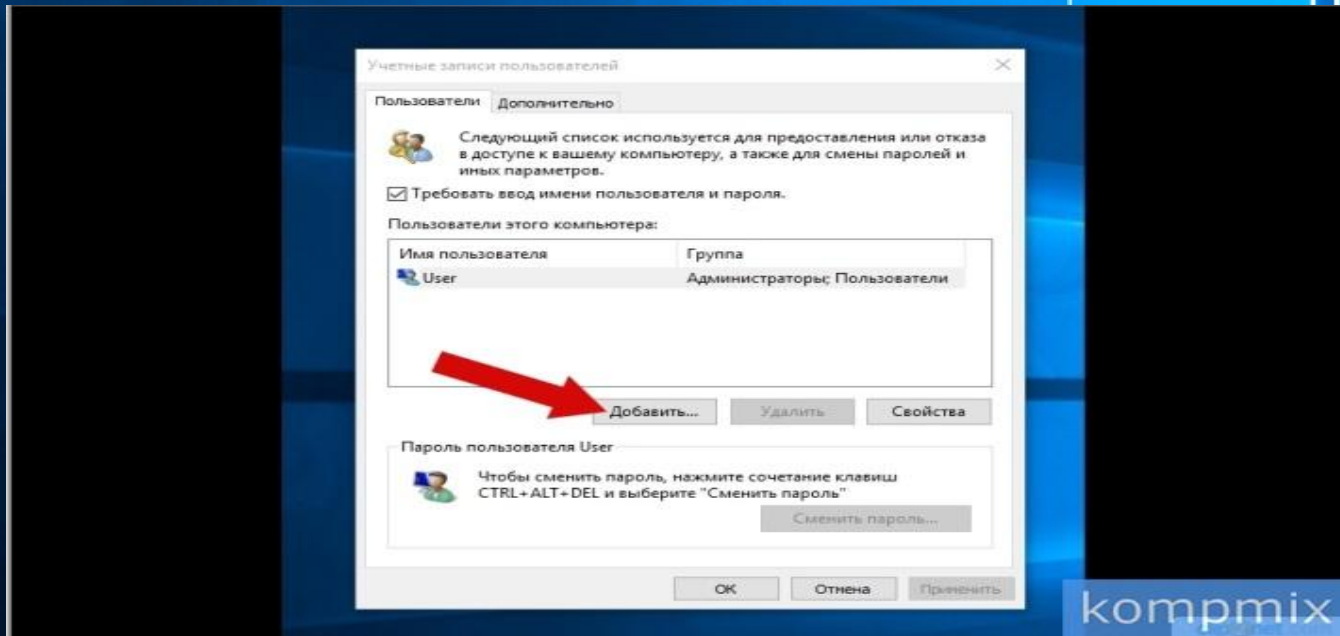 Учетные записи пользователей
Пользователи Дополнительно
Следующий список используется для предоставления или отказа
в доступе к вашему компьютеру, а также для смены паролей и
иных параметров.
Требовать ввод имени пользователя и пароля.
Пользователи этого компьютера:
Имя пользователя Группа
User Администраторы; Пользователи
Добавить... Удалить Свойства
Пароль пользователя User
Чтобы сменить пароль, нажмите сочетание клавиш
CTRL+ALT+DEL и выберите "Сменить пароль"
Сменить пароль...
ОК Отмена Применить
kompmix